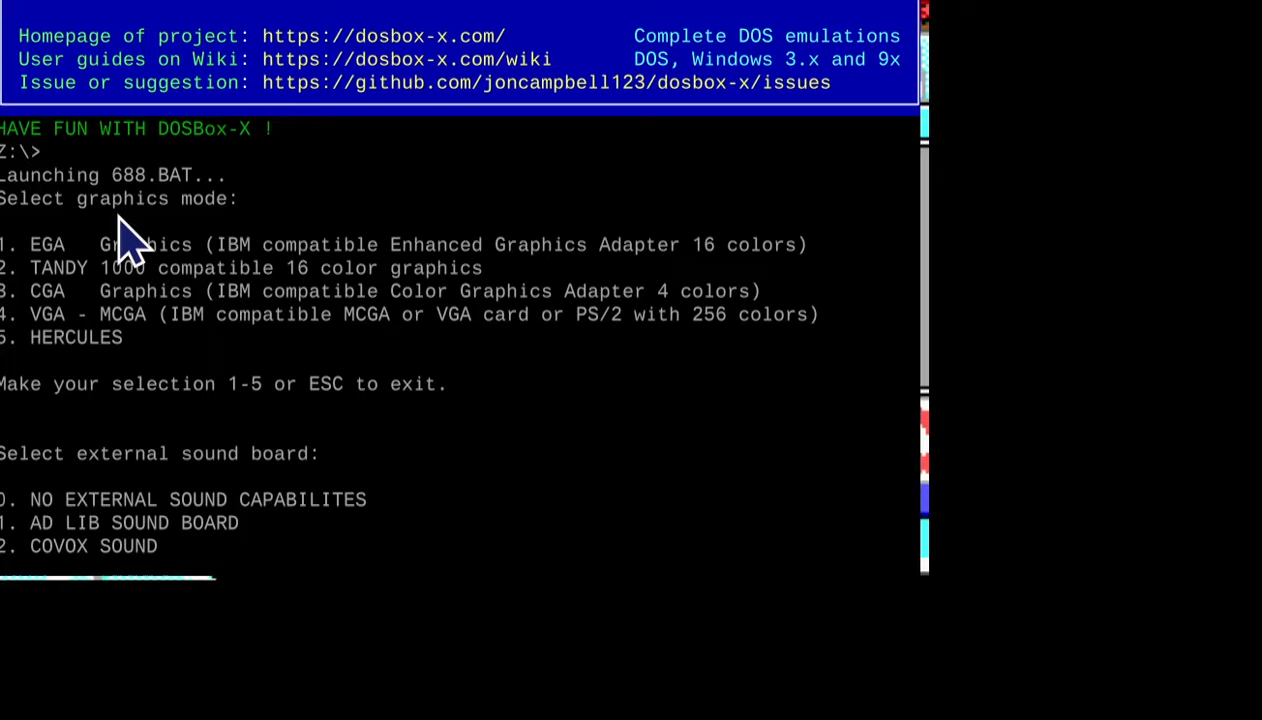 Homepage of project: https://dosbox-x.com/ Complete DOS emulations
User guides on Wiki: https://dosbox-x.com/wiki DOS, Windows 3.x and 9x
Issue or suggestion: https://github.com/joncampbell123/dosbox-x/issues
HAVE FUN WITH DOSBox-X !
Z:\>
Launching 688.BAT...
Select graphics mode:
1. EGA Graphics (IBM compatible Enhanced Graphics Adapter 16 colors)
2. TANDY 1000 compatible 16 color graphics
3. CGA Graphics (IBM compatible Color Graphics Adapter 4 colors)
4. VGA - MCGA (IBM compatible MCGA or VGA card or PS/2 with 256 colors)
5. HERCULES
Make your selection 1-5 or ESC to exit.
Select external sound board:
0. NO EXTERNAL SOUND CAPABILITES
1. AD LIB SOUND BOARD
2. COVOX SOUND